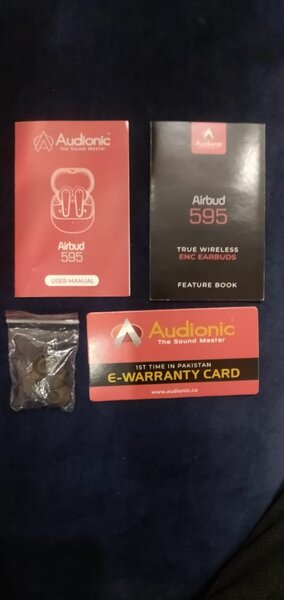 Audionic
The Sound Master
Airbud
595
USER MANUAL
Audionic
Airbud
595
TRUE WIRELESS
ENC EARBUDS
FEATURE BOOK
Audionic
The Sound Master
1ST TIME IN PAKISTAN
E-WARRANTY CARD
www.audionic.co